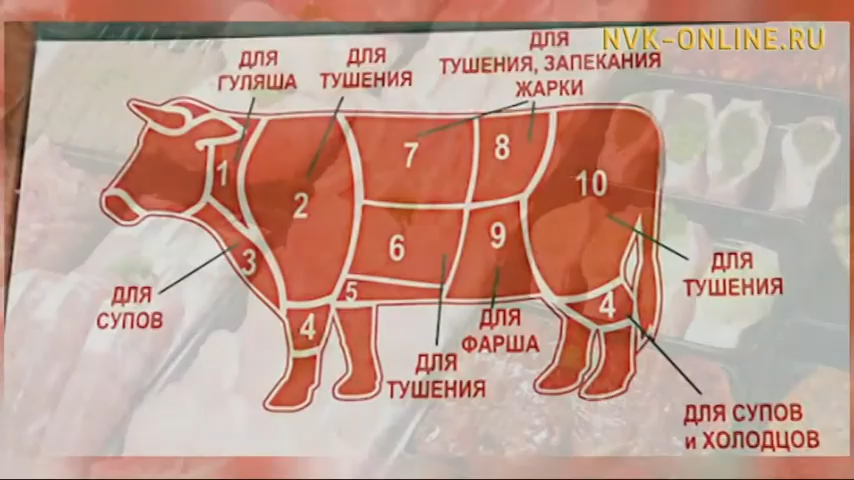 NVK-ONLINE.RU
ДЛЯ
ГУЛЯША
ДЛЯ
ТУШЕНИЯ
ДЛЯ
ТУШЕНИЯ, ЗАПЕКАНИЯ
ЖАРКИ
1
2
7
8
10
3
6
9
5
4
4
ДЛЯ
СУПОВ
ДЛЯ
ТУШЕНИЯ
ДЛЯ
ФАРША
ДЛЯ
ТУШЕНИЯ
ДЛЯ СУПОВ
и ХОЛОДЦОВ